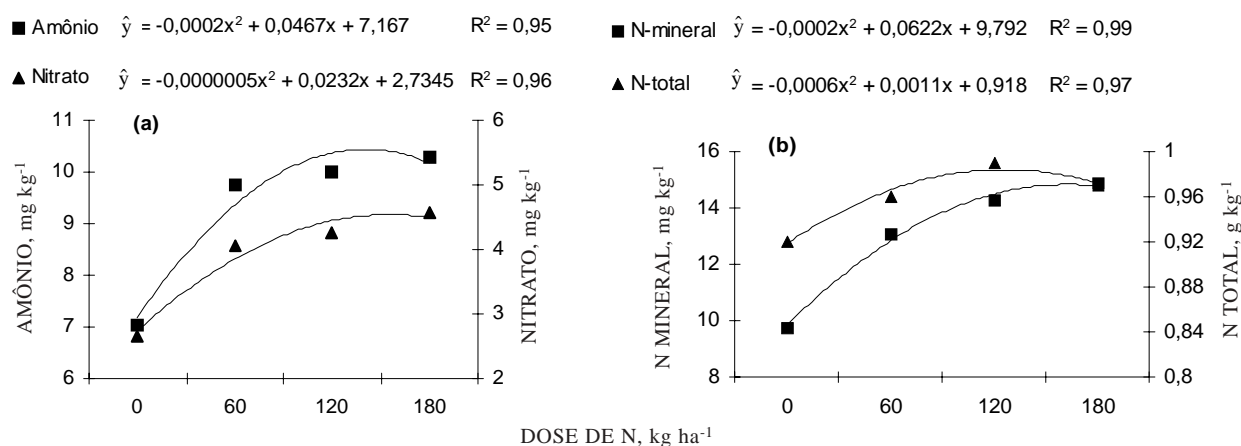 Amônio ŷ = -0,0002x² + 0,0467x + 7,167 R² = 0,95
Nitrato ŷ = -0,0000005x² + 0,0232x + 2,7345 R² = 0,96
N-mineral ŷ = -0,0002x² + 0,0622x + 9,792 R² = 0,99
N-total ŷ = -0,0006x² + 0,0011x + 0,918 R² = 0,97
(a)
AMÔNIO, mg kg⁻¹
11
10
9
8
7
6
NITRATO, mg kg⁻¹
6
5
4
3
2
0 60 120 180
(b)
N MINERAL, mg kg⁻¹
16
14
12
10
8
N TOTAL, g kg⁻¹
1
0,96
0,92
0,88
0,84
0,8
0 60 120 180
DOSE DE N, kg ha⁻¹